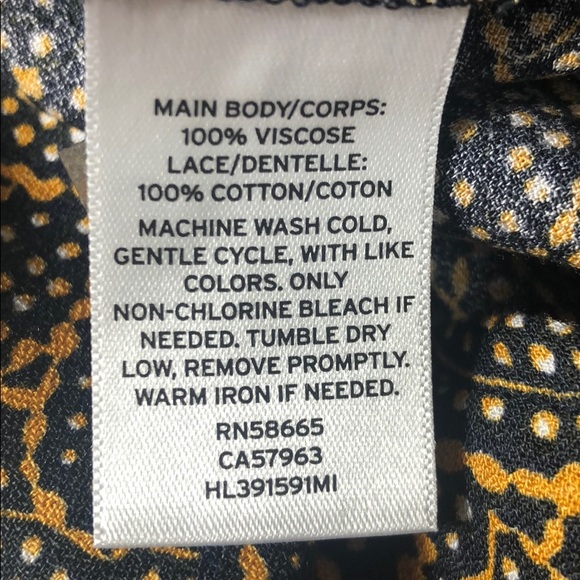 MAIN BODY/CORPS:
100% VISCOSE
LACE/DENTELLE:
100% COTTON/COTON
MACHINE WASH COLD,
GENTLE CYCLE, WITH LIKE
COLORS. ONLY
NON-CHLORINE BLEACH IF
NEEDED. TUMBLE DRY
LOW, REMOVE PROMPTLY.
WARM IRON IF NEEDED.
RN58665
CA57963
HL391591MI